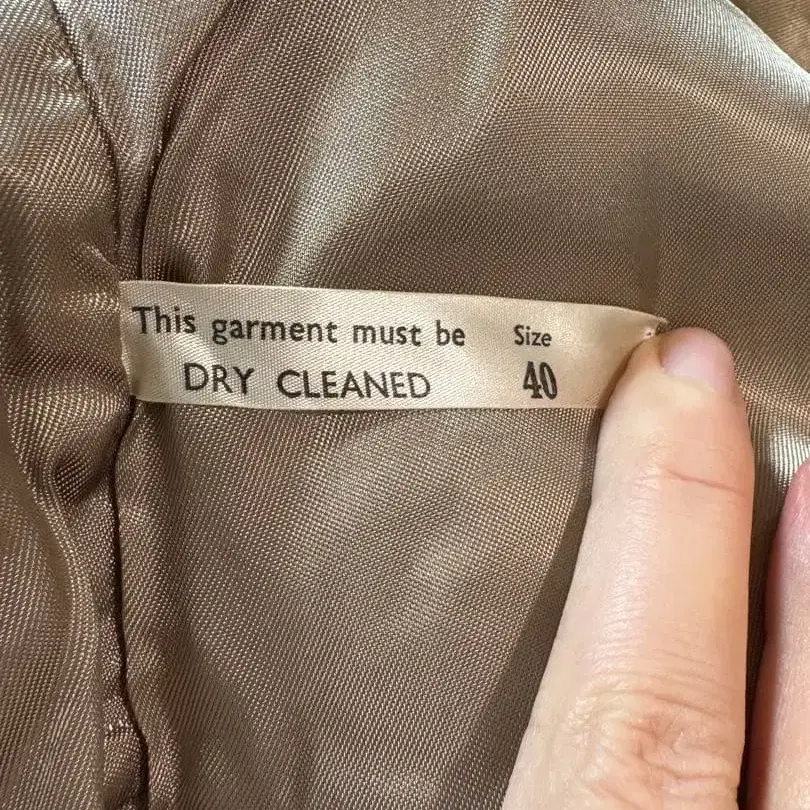 This garment must be Size
DRY CLEANED 40